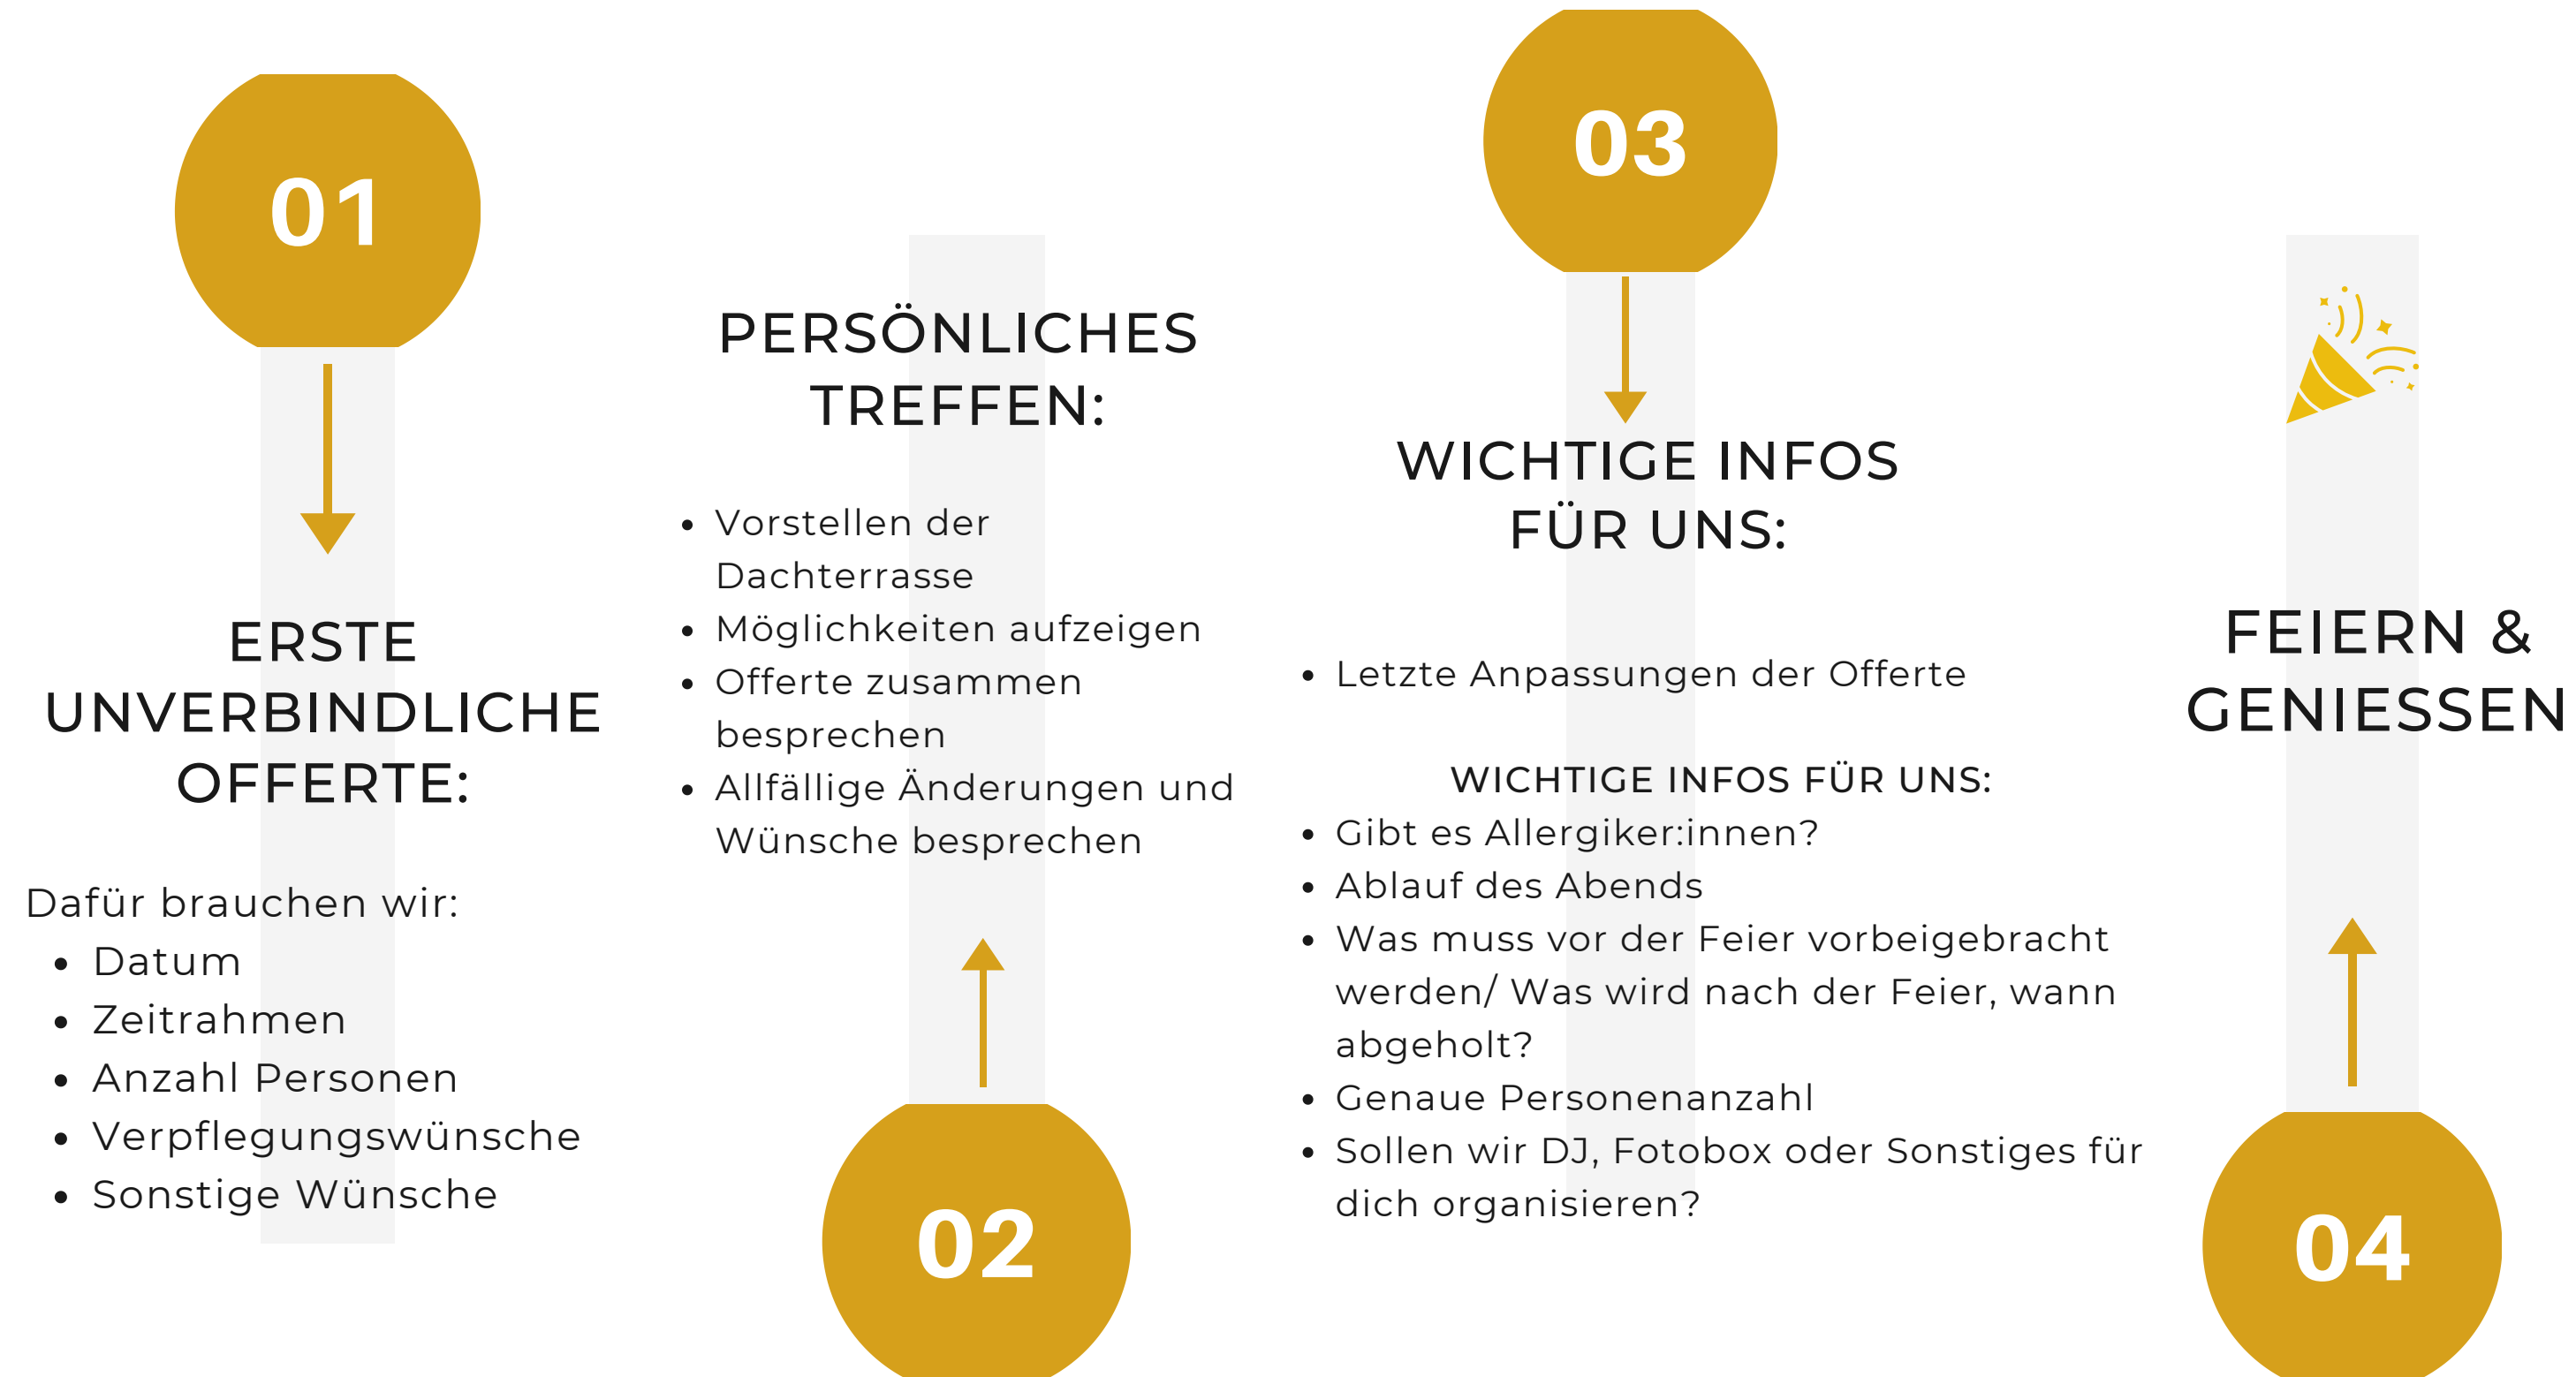 01
ERSTE
UNVERBINDLICHE
OFFERTE:
Dafür brauchen wir:
• Datum
• Zeitrahmen
• Anzahl Personen
• Verpflegungswünsche
• Sonstige Wünsche
PERSÖNLICHES
TREFFEN:
• Vorstellen der
Dachterrasse
• Möglichkeiten aufzeigen
• Offerte zusammen
besprechen
• Allfällige Änderungen und
Wünsche besprechen
02
03
WICHTIGE INFOS
FÜR UNS:
• Letzte Anpassungen der Offerte
WICHTIGE INFOS FÜR UNS:
• Gibt es Allergiker:innen?
• Ablauf des Abends
• Was muss vor der Feier vorbeigebracht
werden/ Was wird nach der Feier, wann
abgeholt?
• Genaue Personenanzahl
• Sollen wir DJ, Fotobox oder Sonstiges für
dich organisieren?
FEIERN &
GENIESSEN
04